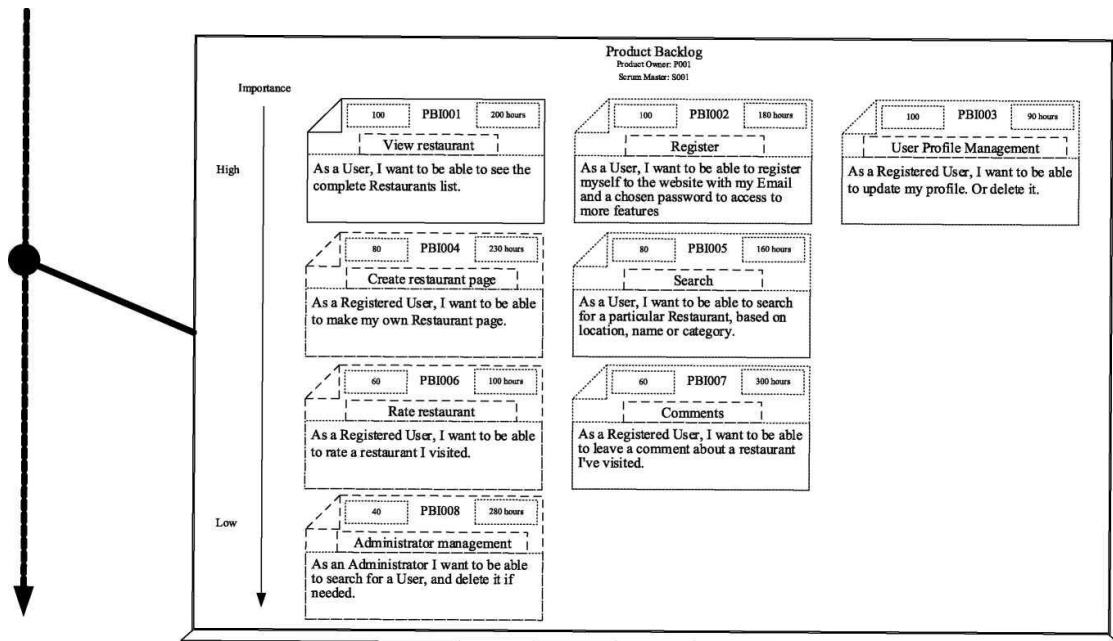 Product Backlog
Product Owner: P001
Scrum Master: S001
Importance
High
Low
100 PBI001 200 hours
View restaurant
As a User, I want to be able to see the
complete Restaurants list.
100 PBI002 180 hours
Register
As a User, I want to be able to register
myself to the website with my Email
and a chosen password to access to
more features
100 PBI003 90 hours
User Profile Management
As a Registered User, I want to be able
to update my profile. Or delete it.
80 PBI004 230 hours
Create restaurant page
As a Registered User, I want to be able
to make my own Restaurant page.
80 PBI005 160 hours
Search
As a User, I want to be able to search
for a particular Restaurant, based on
location, name or category.
60 PBI006 100 hours
Rate restaurant
As a Registered User, I want to be able
to rate a restaurant I visited.
60 PBI007 300 hours
Comments
As a Registered User, I want to be able
to leave a comment about a restaurant
I've visited.
40 PBI008 280 hours
Administrator management
As an Administrator I want to be able
to search for a User, and delete it if
needed.